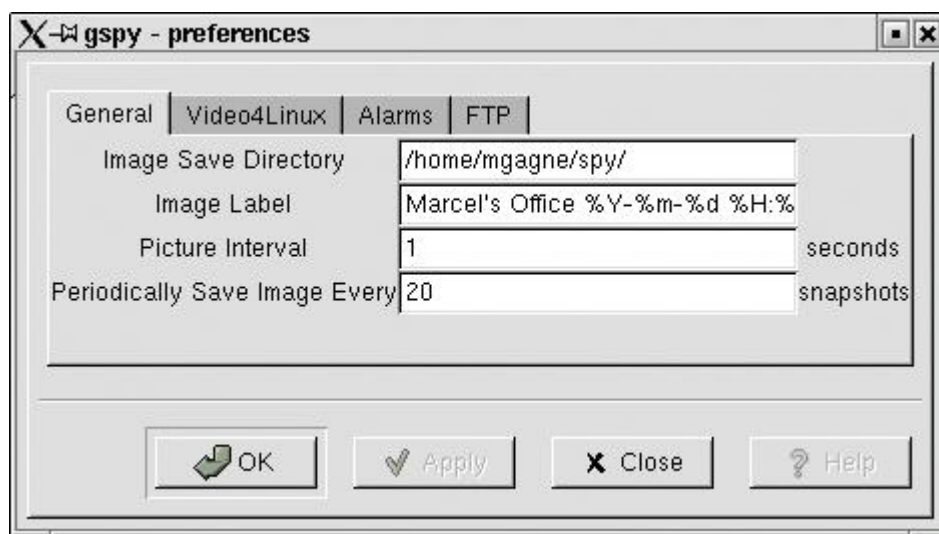 gspy - preferences
General Video4Linux Alarms FTP
Image Save Directory /home/mgagne/spy/
Image Label Marcel's Office %Y-%m-%d %H:%
Picture Interval 1 seconds
Periodically Save Image Every 20 snapshots
OK Apply Close Help